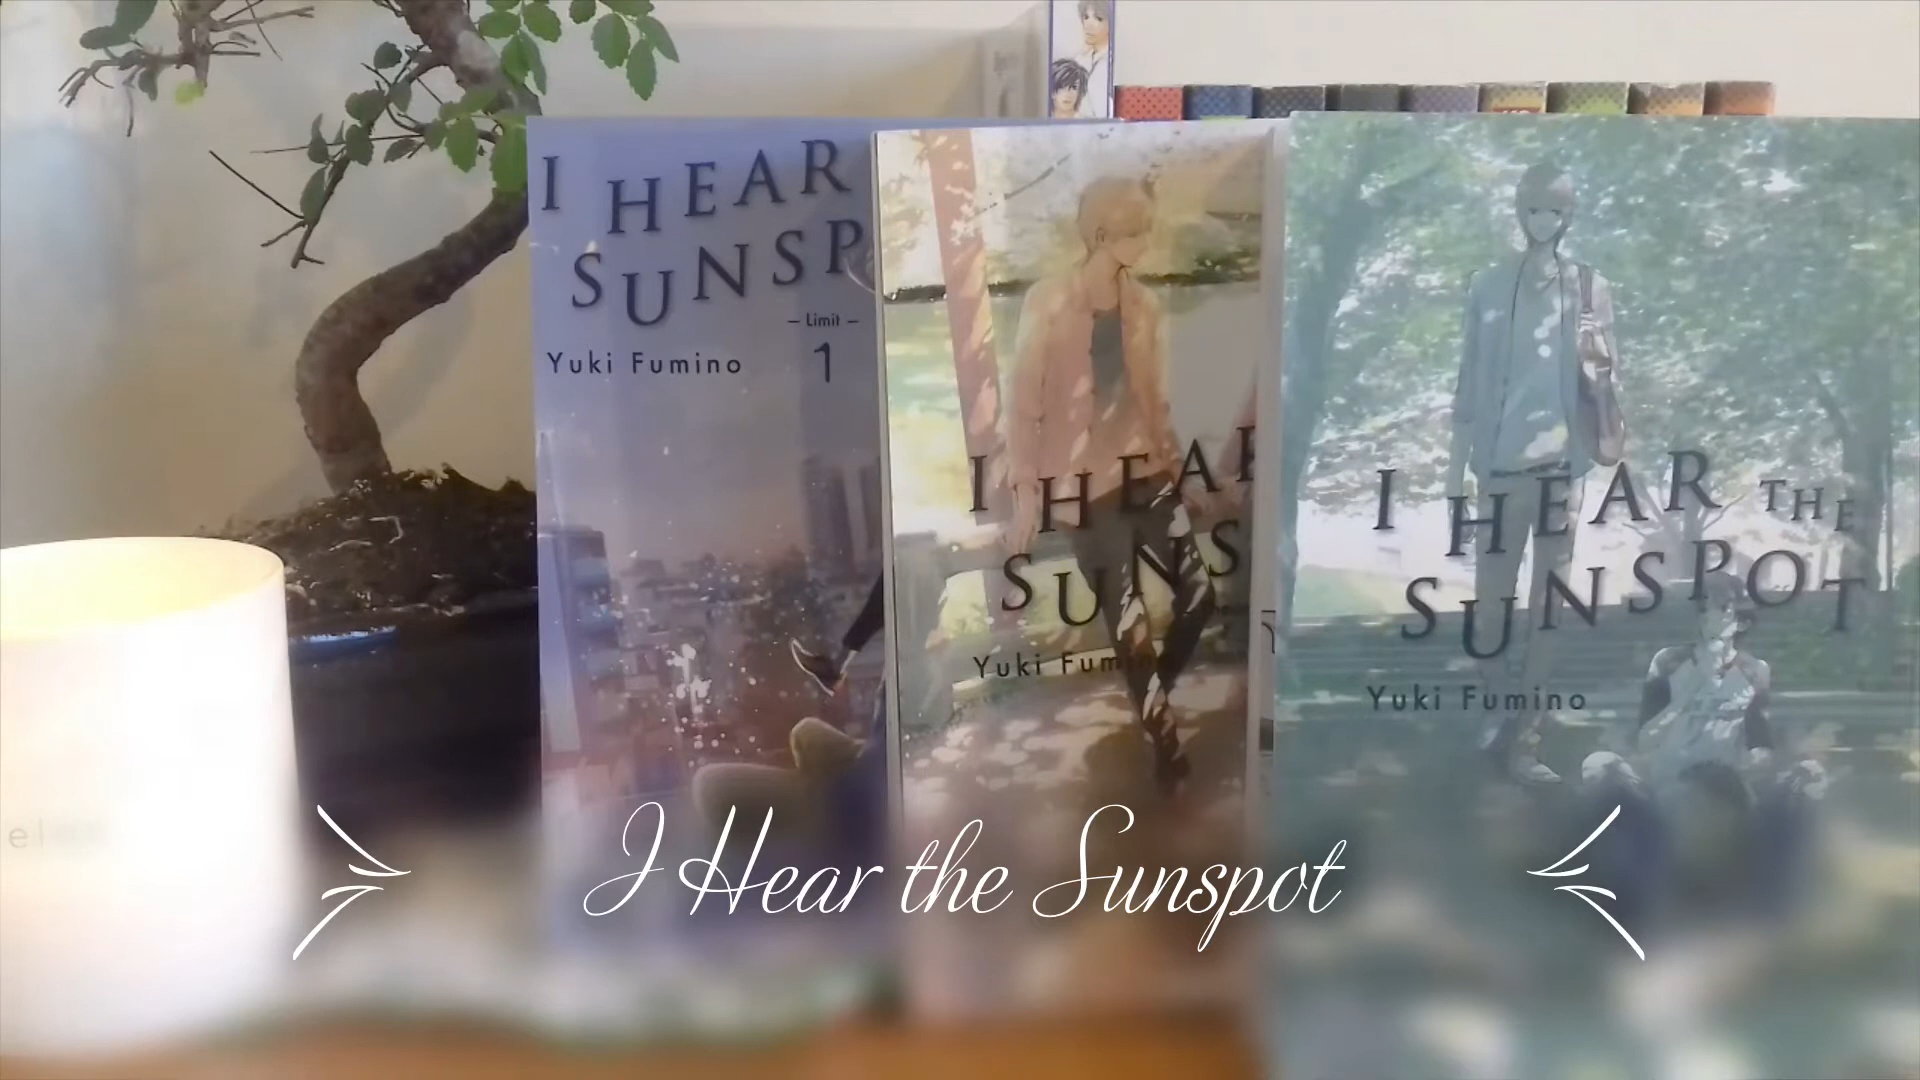 I HEAR
SUNSP
– Limit –
1
Yuki Fumino
I HEAR
SUNS
Yuki Fumino
I HEAR THE
SUNSPOT
Yuki Fumino
I Hear the Sunspot